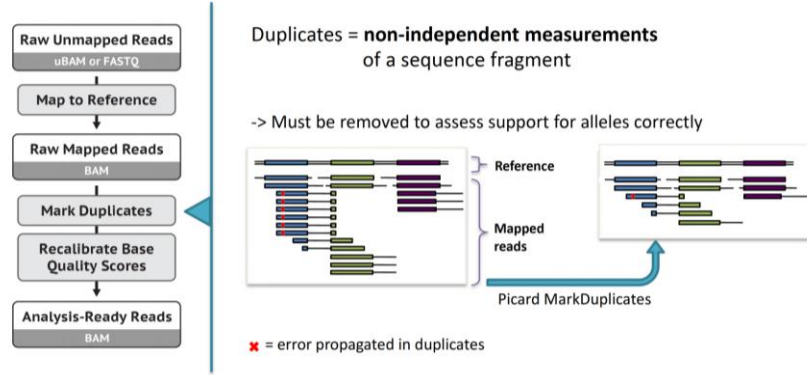 Raw Unmapped Reads
uBAM or FASTQ
Map to Reference
Raw Mapped Reads
BAM
Mark Duplicates
Recalibrate Base
Quality Scores
Analysis-Ready Reads
BAM
Duplicates = non-independent measurements
of a sequence fragment
-> Must be removed to assess support for alleles correctly
Reference
Mapped
reads
Picard MarkDuplicates
✖ = error propagated in duplicates